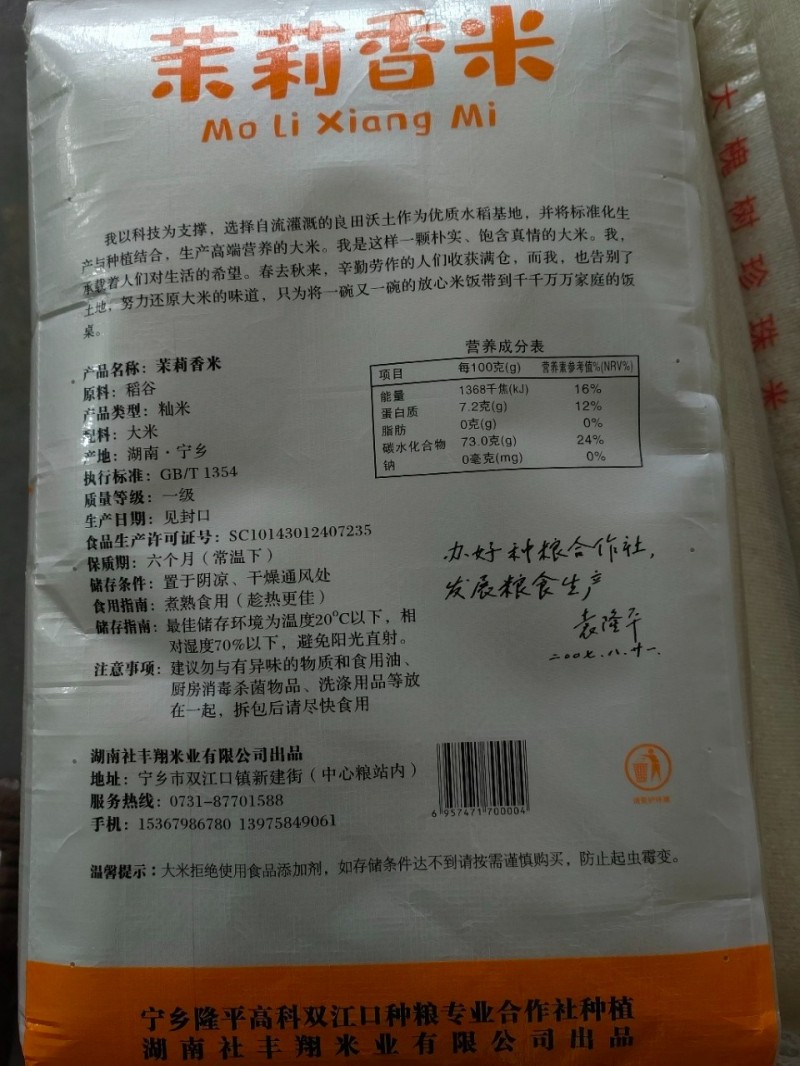 茉莉香米
Mo Li Xiang Mi
我以科技为支撑，选择自流灌溉的良田沃土作为优质水稻基地，并将标准化生
产与种植结合，生产高端营养的大米。我是这样一颗朴实、饱含真情的大米。我，
承载着人们对生活的希望。春去秋来，辛勤劳作的人们收获满仓，而我，也告别了
土地，努力还原大米的味道，只为将一碗又一碗的放心米饭带到千千万万家庭的饭
桌。
产品名称：茉莉香米
原料：稻谷
产品类型：籼米
配料：大米
产地：湖南·宁乡
执行标准：GB/T 1354
质量等级：一级
生产日期：见封口
食品生产许可证号：SC10143012407235
保质期：六个月（常温下）
储存条件：置于阴凉、干燥通风处
食用指南：煮熟食用（趁热更佳）
储存指南：最佳储存环境为温度20℃以下，相
对湿度70%以下，避免阳光直射。
注意事项：建议勿与有异味的物质和食用油、
厨房消毒杀菌物品、洗涤用品等放
在一起，拆包后请尽快食用
营养成分表
项目 每100克(g) 营养素参考值%(NRV%)
能量 1368千焦(kJ) 16%
蛋白质 7.2克(g) 12%
脂肪 0克(g) 0%
碳水化合物 73.0克(g) 24%
钠 0毫克(mg) 0%
办好种粮合作社，
发展粮食生产
袁隆平
二00七.八.廿一.
湖南社丰翔米业有限公司出品
地址：宁乡市双江口镇新建街（中心粮站内）
服务热线：0731-87701588
手机：15367986780 13975849061
6 957471 700004
温馨提示：大米拒绝使用食品添加剂，如存储条件达不到请按需谨慎购买，防止起虫霉变。
宁乡隆平高科双江口种粮专业合作社种植
湖南社丰翔米业有限公司出品
大槐树珍珠米